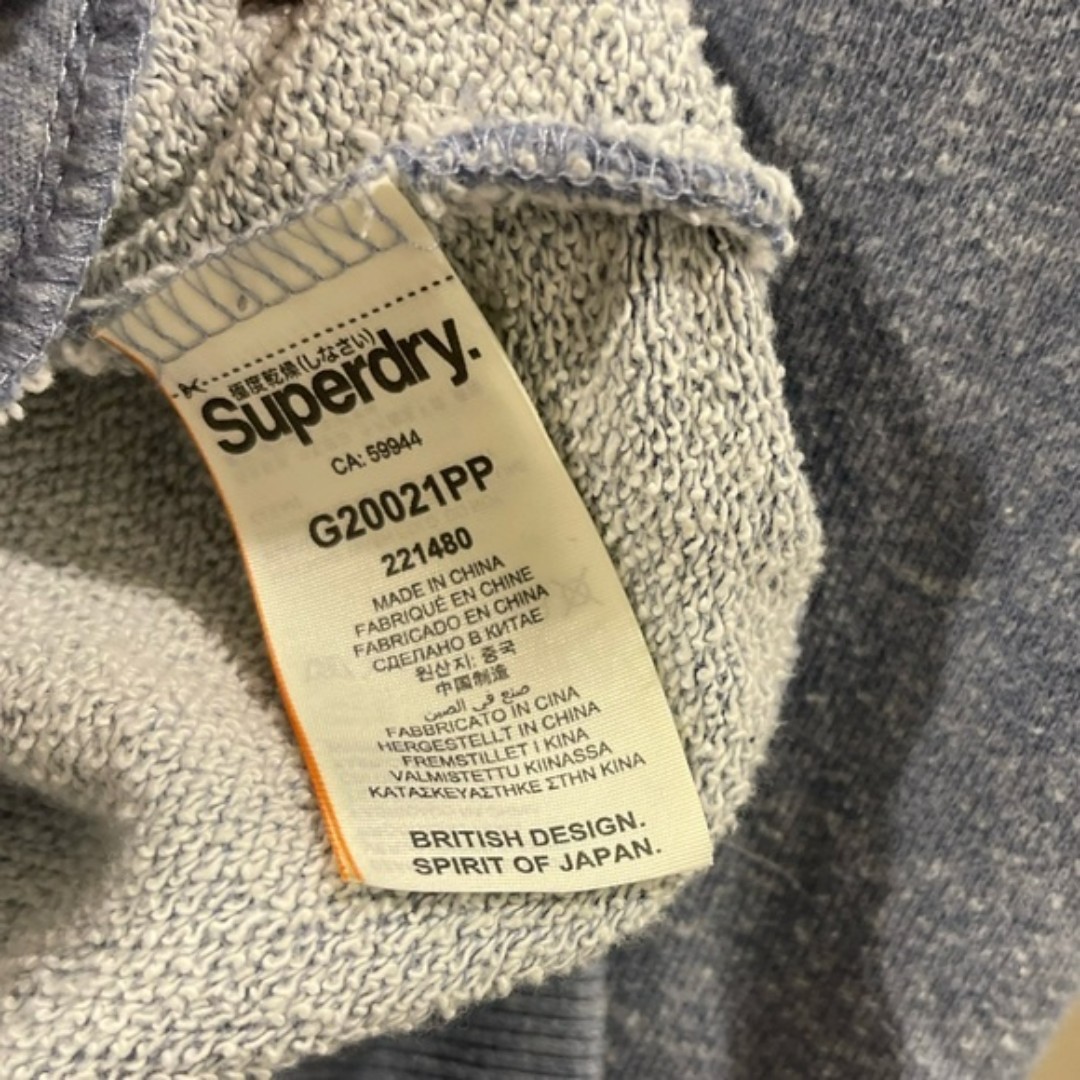 極度乾燥(しなさい)
Superdry.
CA: 59944
G20021PP
221480
MADE IN CHINA
FABRIQUÉ EN CHINE
FABRICADO EN CHINA
СДЕЛАНО В КИТАЕ
원산지: 중국
中国制造
صنع في الصين
FABBRICATO IN CINA
HERGESTELLT IN CHINA
FREMSTILLET I KINA
VALMISTETTU KIINASSA
ΚΑΤΑΣΚΕΥΑΣΤΗΚΕ ΣΤΗΝ ΚΙΝΑ
BRITISH DESIGN.
SPIRIT OF JAPAN.